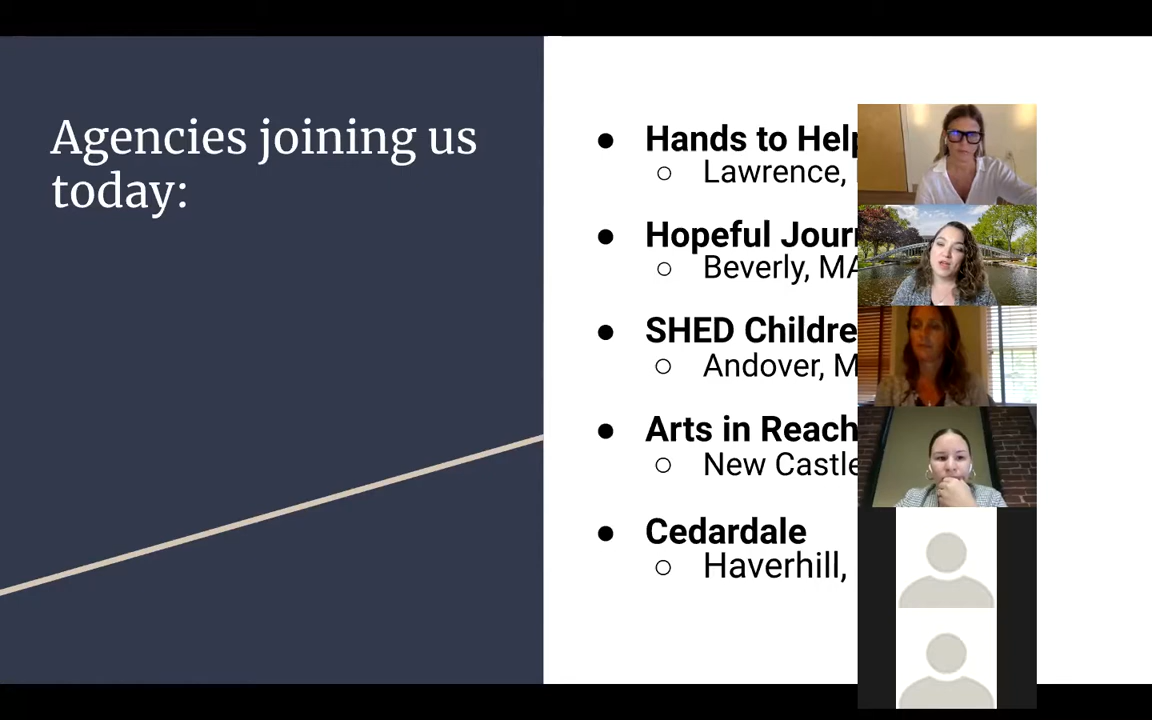 Agencies joining us
today:
● Hands to Help
○ Lawrence,
● Hopeful Jour
○ Beverly, MA
● SHED Childre
○ Andover, M
● Arts in Reach
○ New Castle
● Cedardale
○ Haverhill,